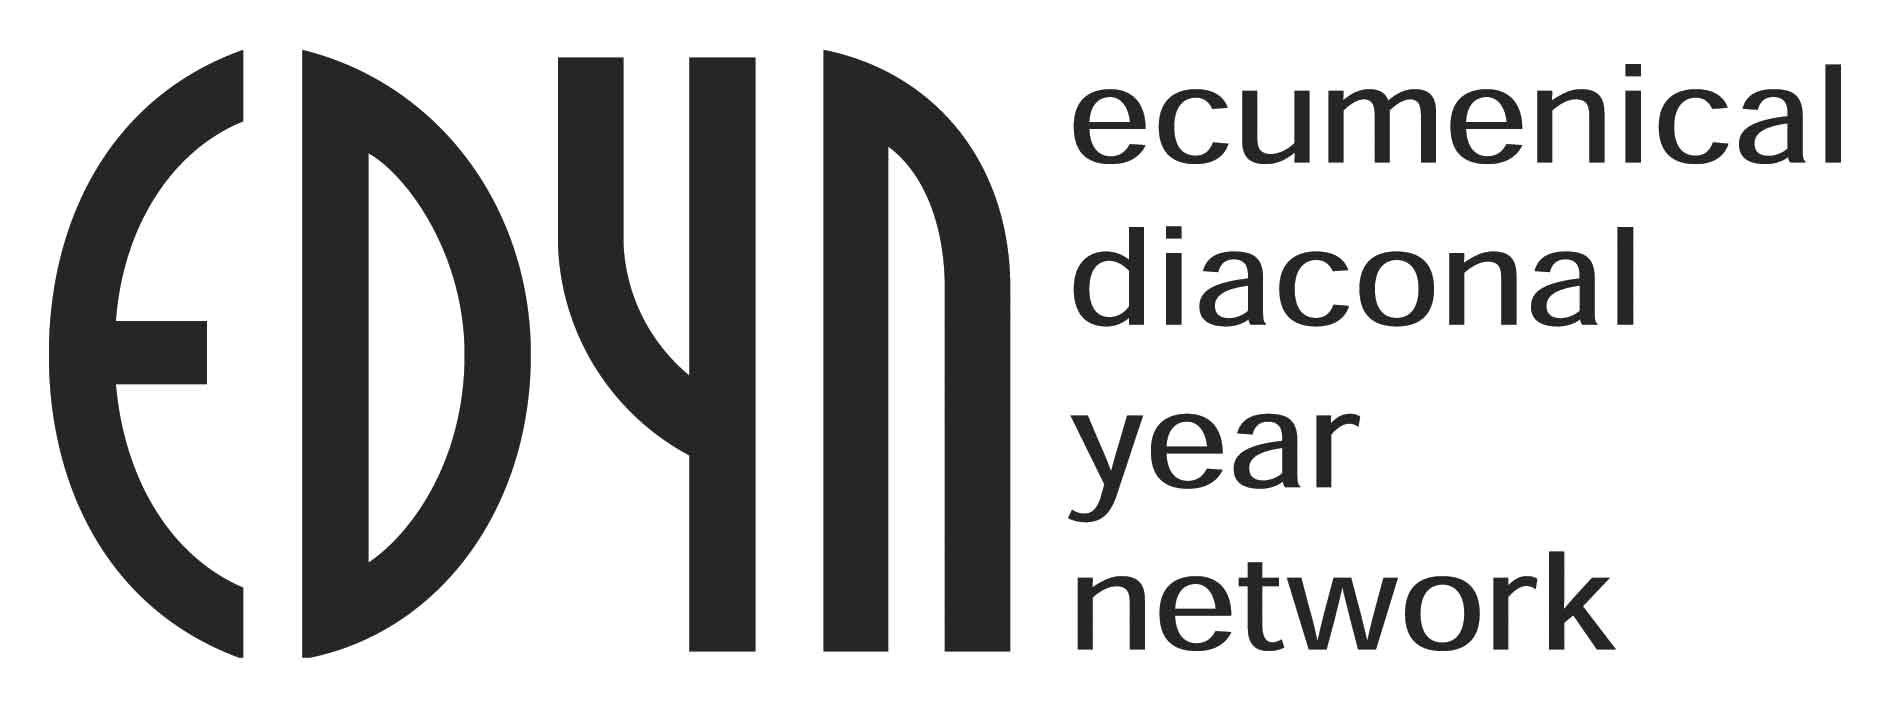 EDYN
ecumenical
diaconal
year
network